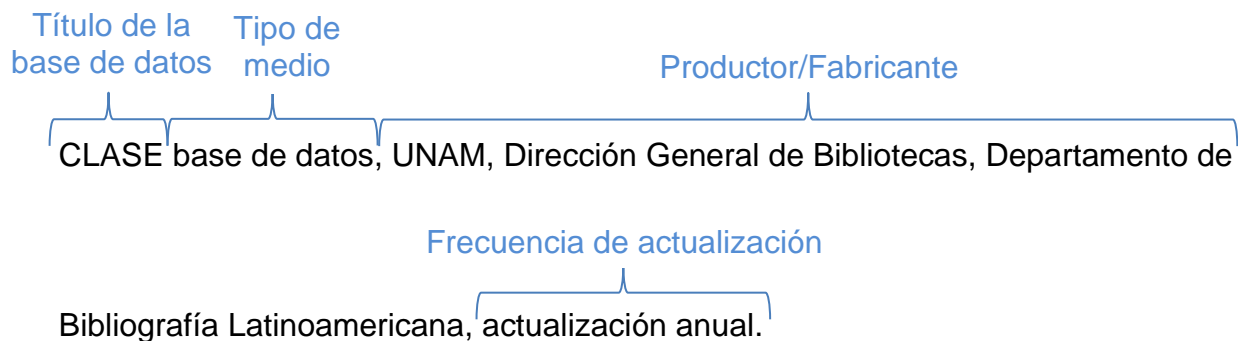 Título de la base de datos
Tipo de medio
Productor/Fabricante
CLASE base de datos, UNAM, Dirección General de Bibliotecas, Departamento de
Frecuencia de actualización
Bibliografía Latinoamericana, actualización anual.